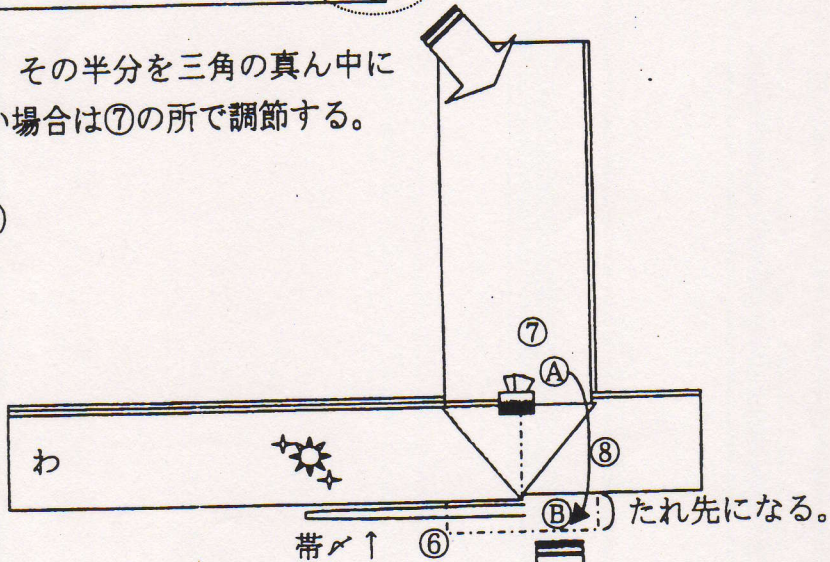 その半分を三角の真ん中に
い場合は⑦の所で調節する。
⑦
Ⓐ
⑧
わ
Ⓑ
たれ先になる。
帯〆↑
⑥